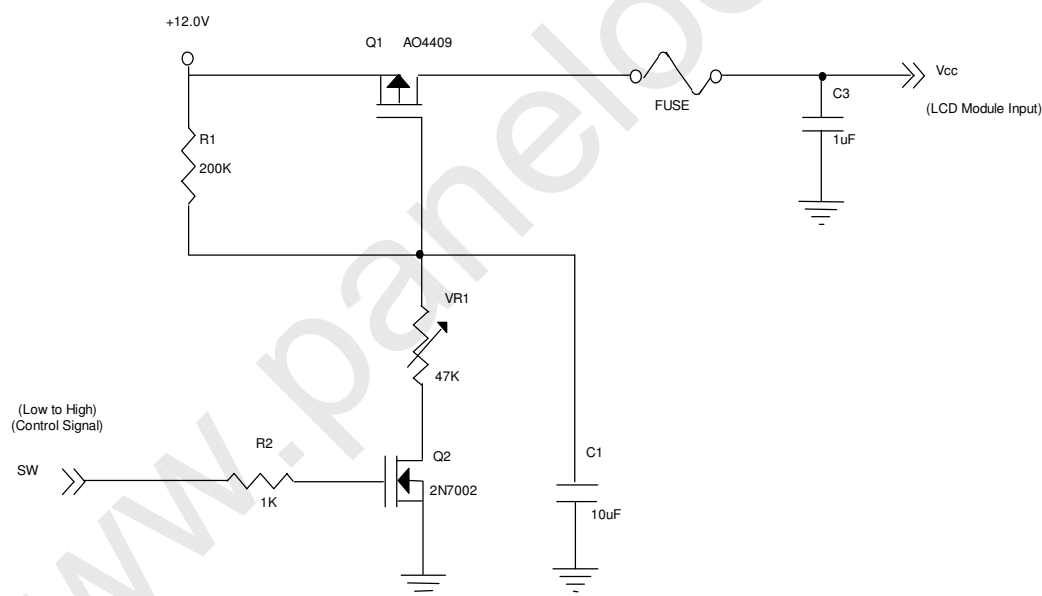 +12.0V
Q1 AO4409
Vcc
C3
FUSE
(LCD Module Input)
R1
1uF
200K
VR1
47K
(Low to High)
(Control Signal)
R2
Q2
C1
SW
2N7002
1K
10uF
www.paneloo